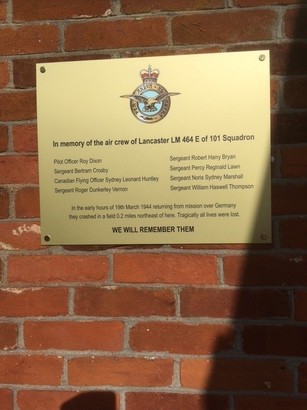 In memory of the air crew of Lancaster LM 464 E of 101 Squadron
Pilot Officer Roy Dixon
Sergeant Bertram Crosby
Canadian Flying Officer Sydney Leonard Huntley
Sergeant Roger Dunkerley Vernon
Sergeant Robert Harry Bryan
Sergeant Percy Reginald Lawn
Sergeant Noris Sydney Marshall
Sergeant William Haswell Thompson
In the early hours of 19th March 1944 returning from mission over Germany
they crashed in a field 0.2 miles northeast of here. Tragically all lives were lost.
WE WILL REMEMBER THEM